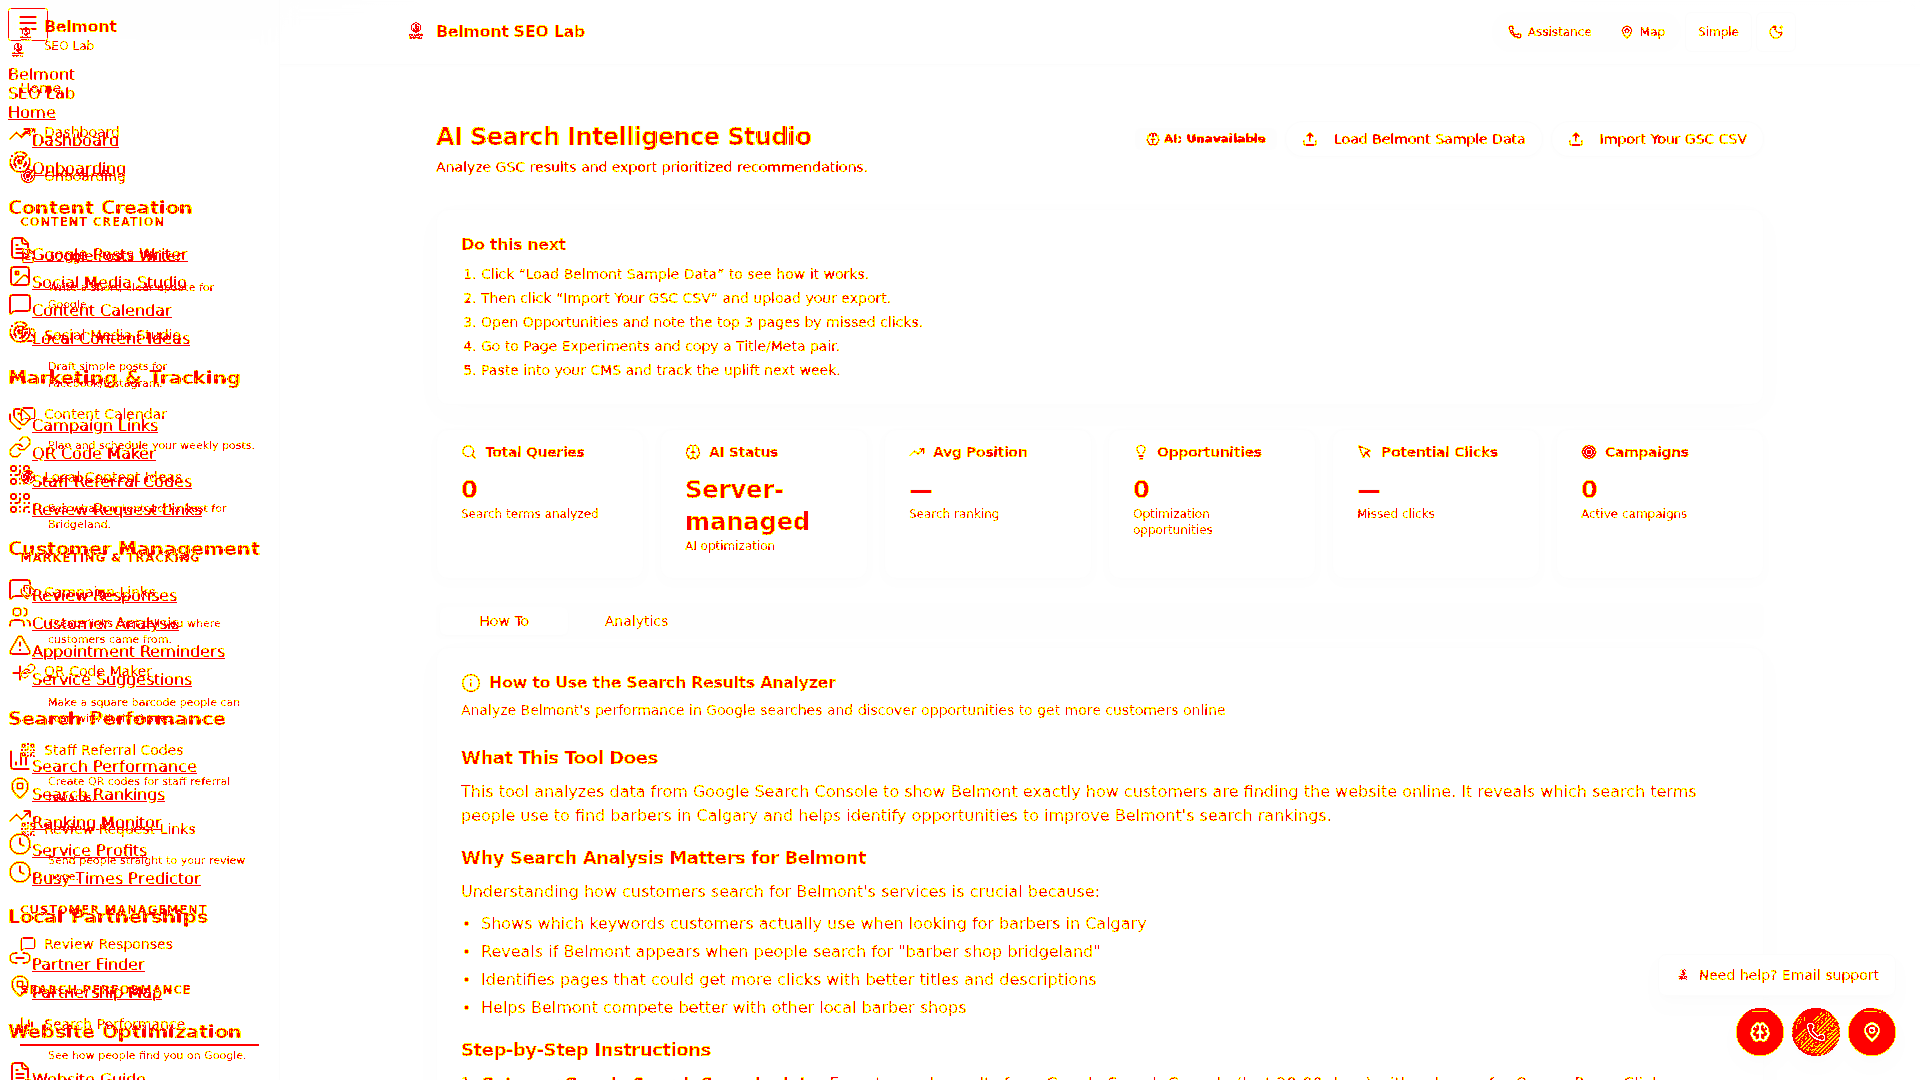 Belmont
SEO Lab
Belmont
SEO Lab
Home
Home
Dashboard
Dashboard
Onboarding
Onboarding
Content Creation
CONTENT CREATION
Google Posts Writer
Social Media Studio
Google.
Content Calendar
Social Media Studio
Local Content Ideas
Draft simple posts for
Marketing & Tracking
Content Calendar
Campaign Links
Plan and schedule your weekly posts.
QR Code Maker
Local Content Ideas
Staff Referral Codes
Review Request Links
Bridgeland.
Customer Management
MARKETING & TRACKING
Campaign Links
Review Responses
Customer Analysis
customers came from.
Appointment Reminders
QR Code Maker
Service Suggestions
Make a square barcode people can
Search Performance
Staff Referral Codes
Search Performance
Create QR codes for staff referral
Search Rankings
Ranking Monitor
Review Request Links
Service Profits
Send people straight to your review
Busy Times Predictor
CUSTOMER MANAGEMENT
Local Partnerships
Review Responses
Partner Finder
SEARCH PERFORMANCE
Partnership Map
Search Performance
Website Optimization
See how people find you on Google.
Website Guide
Belmont SEO Lab
Assistance
Map
Simple
AI Search Intelligence Studio
Analyze GSC results and export prioritized recommendations.
AI: Unavailable
Load Belmont Sample Data
Import Your GSC CSV
Do this next
1. Click “Load Belmont Sample Data” to see how it works.
2. Then click “Import Your GSC CSV” and upload your export.
3. Open Opportunities and note the top 3 pages by missed clicks.
4. Go to Page Experiments and copy a Title/Meta pair.
5. Paste into your CMS and track the uplift next week.
Total Queries
0
Search terms analyzed
AI Status
Server-
managed
AI optimization
Avg Position
—
Search ranking
Opportunities
0
Optimization
opportunities
Potential Clicks
—
Missed clicks
Campaigns
0
Active campaigns
How To
Analytics
How to Use the Search Results Analyzer
Analyze Belmont's performance in Google searches and discover opportunities to get more customers online
What This Tool Does
This tool analyzes data from Google Search Console to show Belmont exactly how customers are finding the website online. It reveals which search terms
people use to find barbers in Calgary and helps identify opportunities to improve Belmont's search rankings.
Why Search Analysis Matters for Belmont
Understanding how customers search for Belmont's services is crucial because:
• Shows which keywords customers actually use when looking for barbers in Calgary
• Reveals if Belmont appears when people search for "barber shop bridgeland"
• Identifies pages that could get more clicks with better titles and descriptions
• Helps Belmont compete better with other local barber shops
Step-by-Step Instructions
Need help? Email support